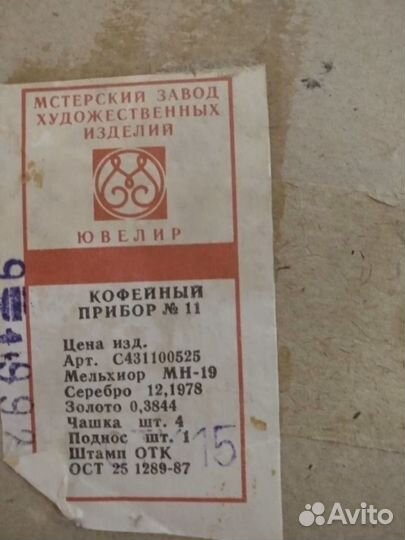 МСТЕРСКИЙ ЗАВОД
ХУДОЖЕСТВЕННЫХ
ИЗДЕЛИЙ
ЮВЕЛИР
КОФЕЙНЫЙ
ПРИБОР № 11
Цена изд.
Арт. С431100525
Мельхиор МН-19
Серебро 12,1978
Золото 0,3844
Чашка шт. 4
Поднос шт. 1
Штамп ОТК 15
ОСТ 25 1289-87
Avito